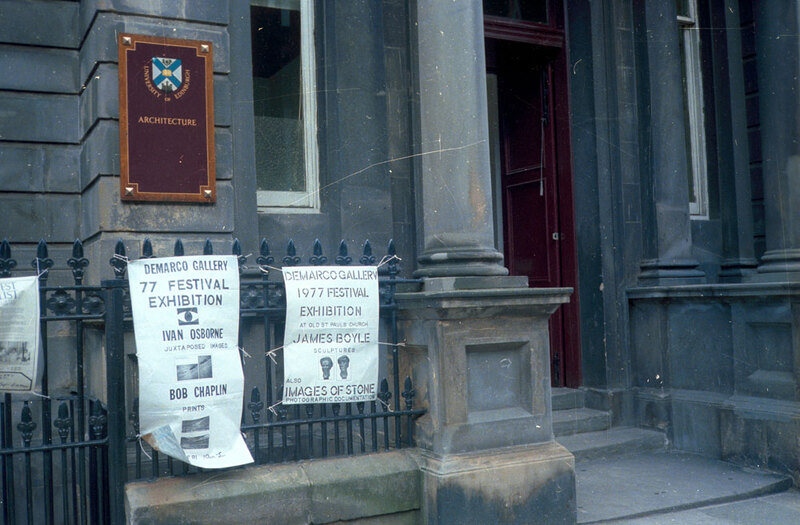 UNIVERSITY OF EDINBURGH
ARCHITECTURE
DEMARCO GALLERY
77 FESTIVAL
EXHIBITION
IVAN OSBORNE
JUXTAPOSED IMAGES
BOB CHAPLIN
PRINTS
DEMARCO GALLERY
1977 FESTIVAL
EXHIBITION
AT OLD ST PAULS CHURCH
JAMES BOYLE
SCULPTURES
ALSO
IMAGES OF STONE
PHOTOGRAPHIC DOCUMENTATION